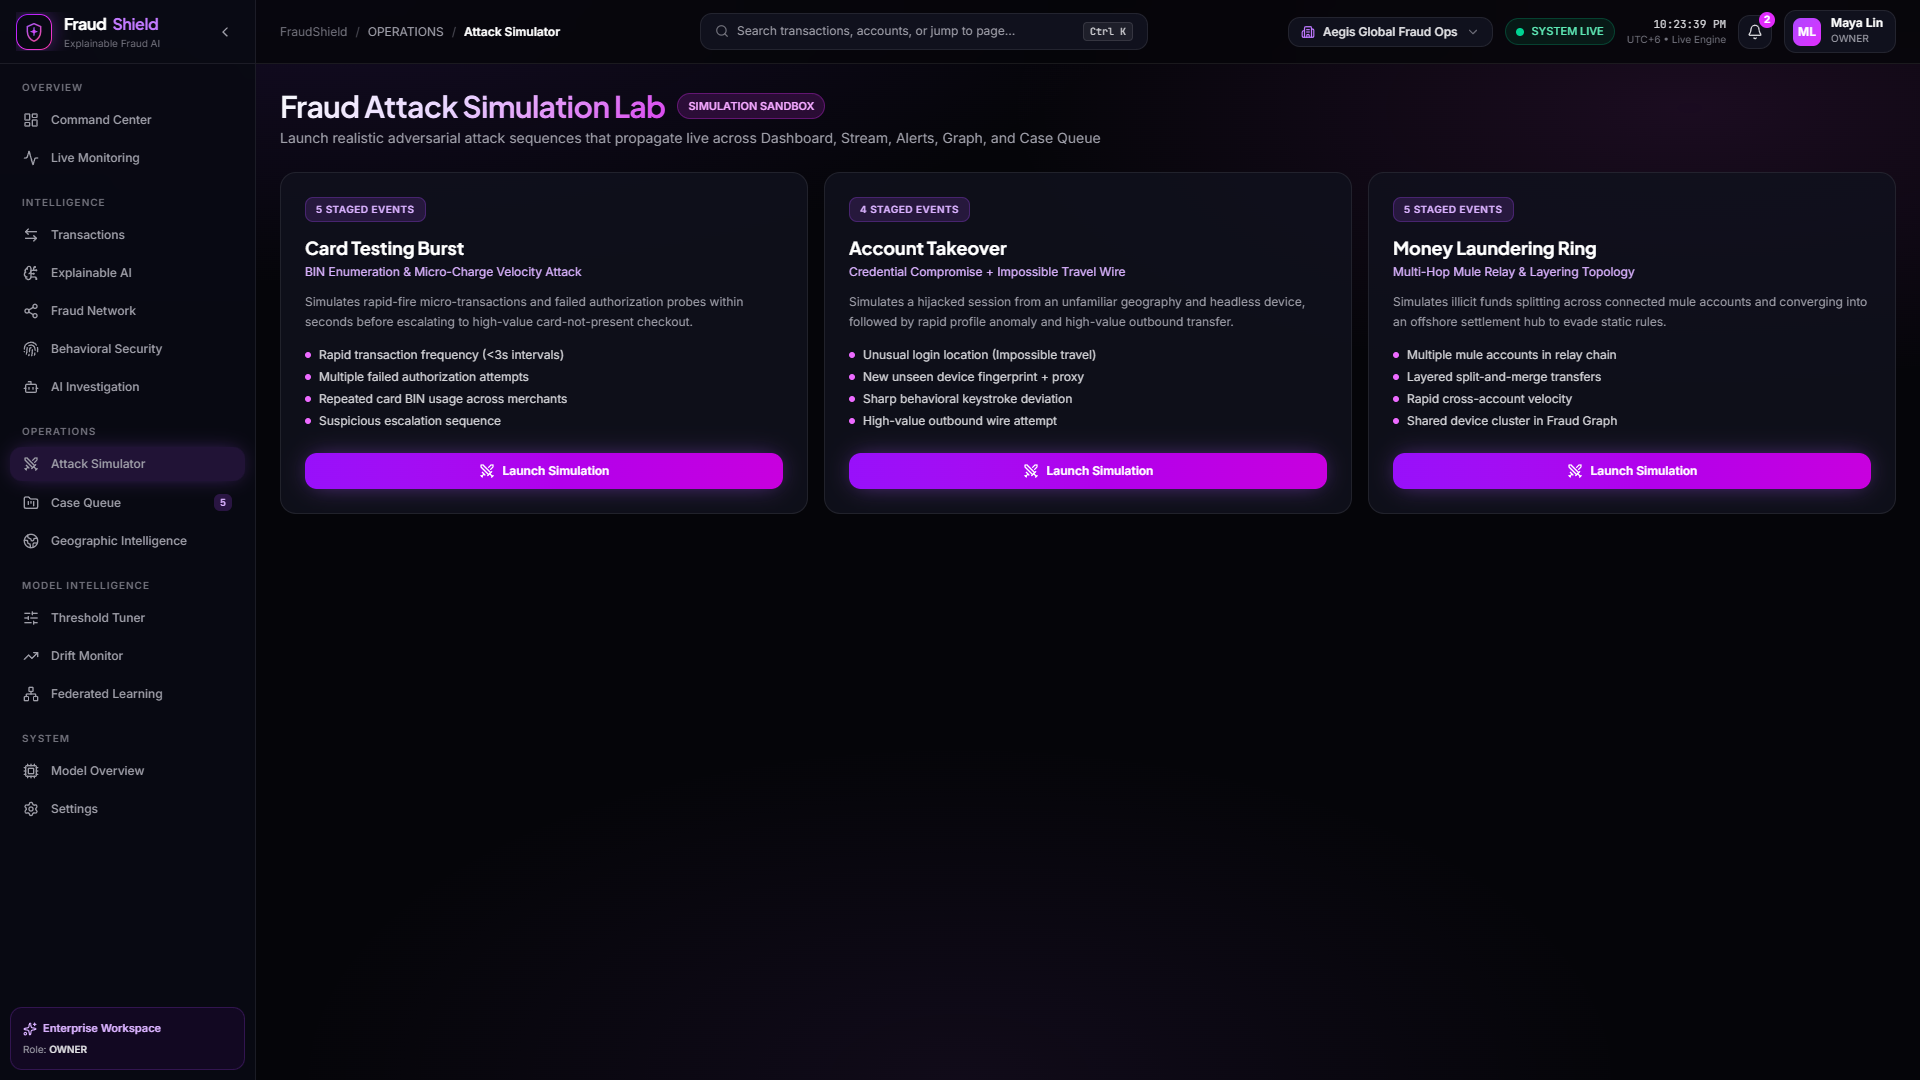 Fraud Shield
Explainable Fraud AI
FraudShield / OPERATIONS / Attack Simulator
Search transactions, accounts, or jump to page...
Ctrl K
Aegis Global Fraud Ops
SYSTEM LIVE
10:23:39 PM
UTC+6 • Live Engine
2
ML
Maya Lin
OWNER
OVERVIEW
Command Center
Live Monitoring
INTELLIGENCE
Transactions
Explainable AI
Fraud Network
Behavioral Security
AI Investigation
OPERATIONS
Attack Simulator
Case Queue
5
Geographic Intelligence
MODEL INTELLIGENCE
Threshold Tuner
Drift Monitor
Federated Learning
SYSTEM
Model Overview
Settings
Enterprise Workspace
Role: OWNER
Fraud Attack Simulation Lab
SIMULATION SANDBOX
Launch realistic adversarial attack sequences that propagate live across Dashboard, Stream, Alerts, Graph, and Case Queue
5 STAGED EVENTS
Card Testing Burst
BIN Enumeration & Micro-Charge Velocity Attack
Simulates rapid-fire micro-transactions and failed authorization probes within
seconds before escalating to high-value card-not-present checkout.
Rapid transaction frequency (<3s intervals)
Multiple failed authorization attempts
Repeated card BIN usage across merchants
Suspicious escalation sequence
Launch Simulation
4 STAGED EVENTS
Account Takeover
Credential Compromise + Impossible Travel Wire
Simulates a hijacked session from an unfamiliar geography and headless device,
followed by rapid profile anomaly and high-value outbound transfer.
Unusual login location (Impossible travel)
New unseen device fingerprint + proxy
Sharp behavioral keystroke deviation
High-value outbound wire attempt
Launch Simulation
5 STAGED EVENTS
Money Laundering Ring
Multi-Hop Mule Relay & Layering Topology
Simulates illicit funds splitting across connected mule accounts and converging into
an offshore settlement hub to evade static rules.
Multiple mule accounts in relay chain
Layered split-and-merge transfers
Rapid cross-account velocity
Shared device cluster in Fraud Graph
Launch Simulation